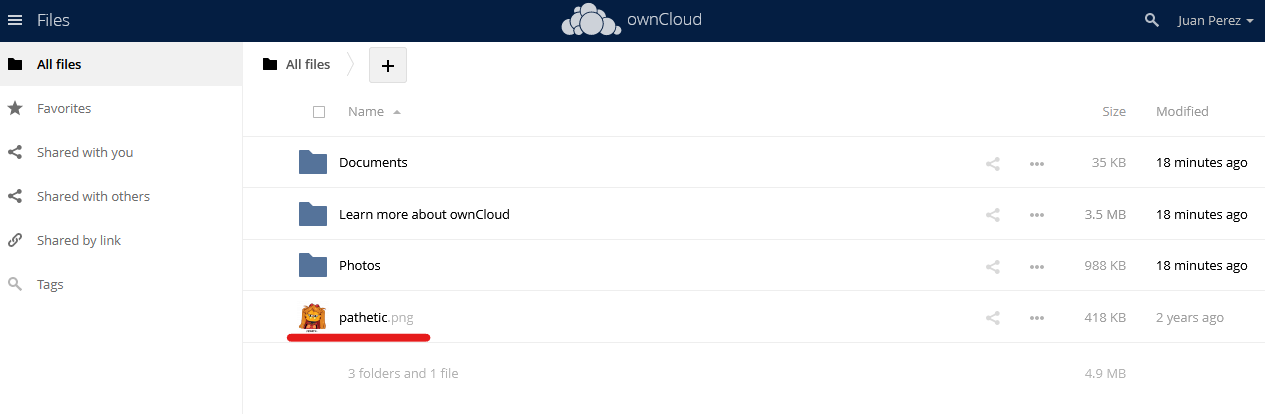 Files
ownCloud
Juan Perez
All files
Favorites
Shared with you
Shared with others
Shared by link
Tags
All files
+
Name Size Modified
Documents 35 KB 18 minutes ago
Learn more about ownCloud 3.5 MB 18 minutes ago
Photos 988 KB 18 minutes ago
pathetic.png 418 KB 2 years ago
3 folders and 1 file 4.9 MB